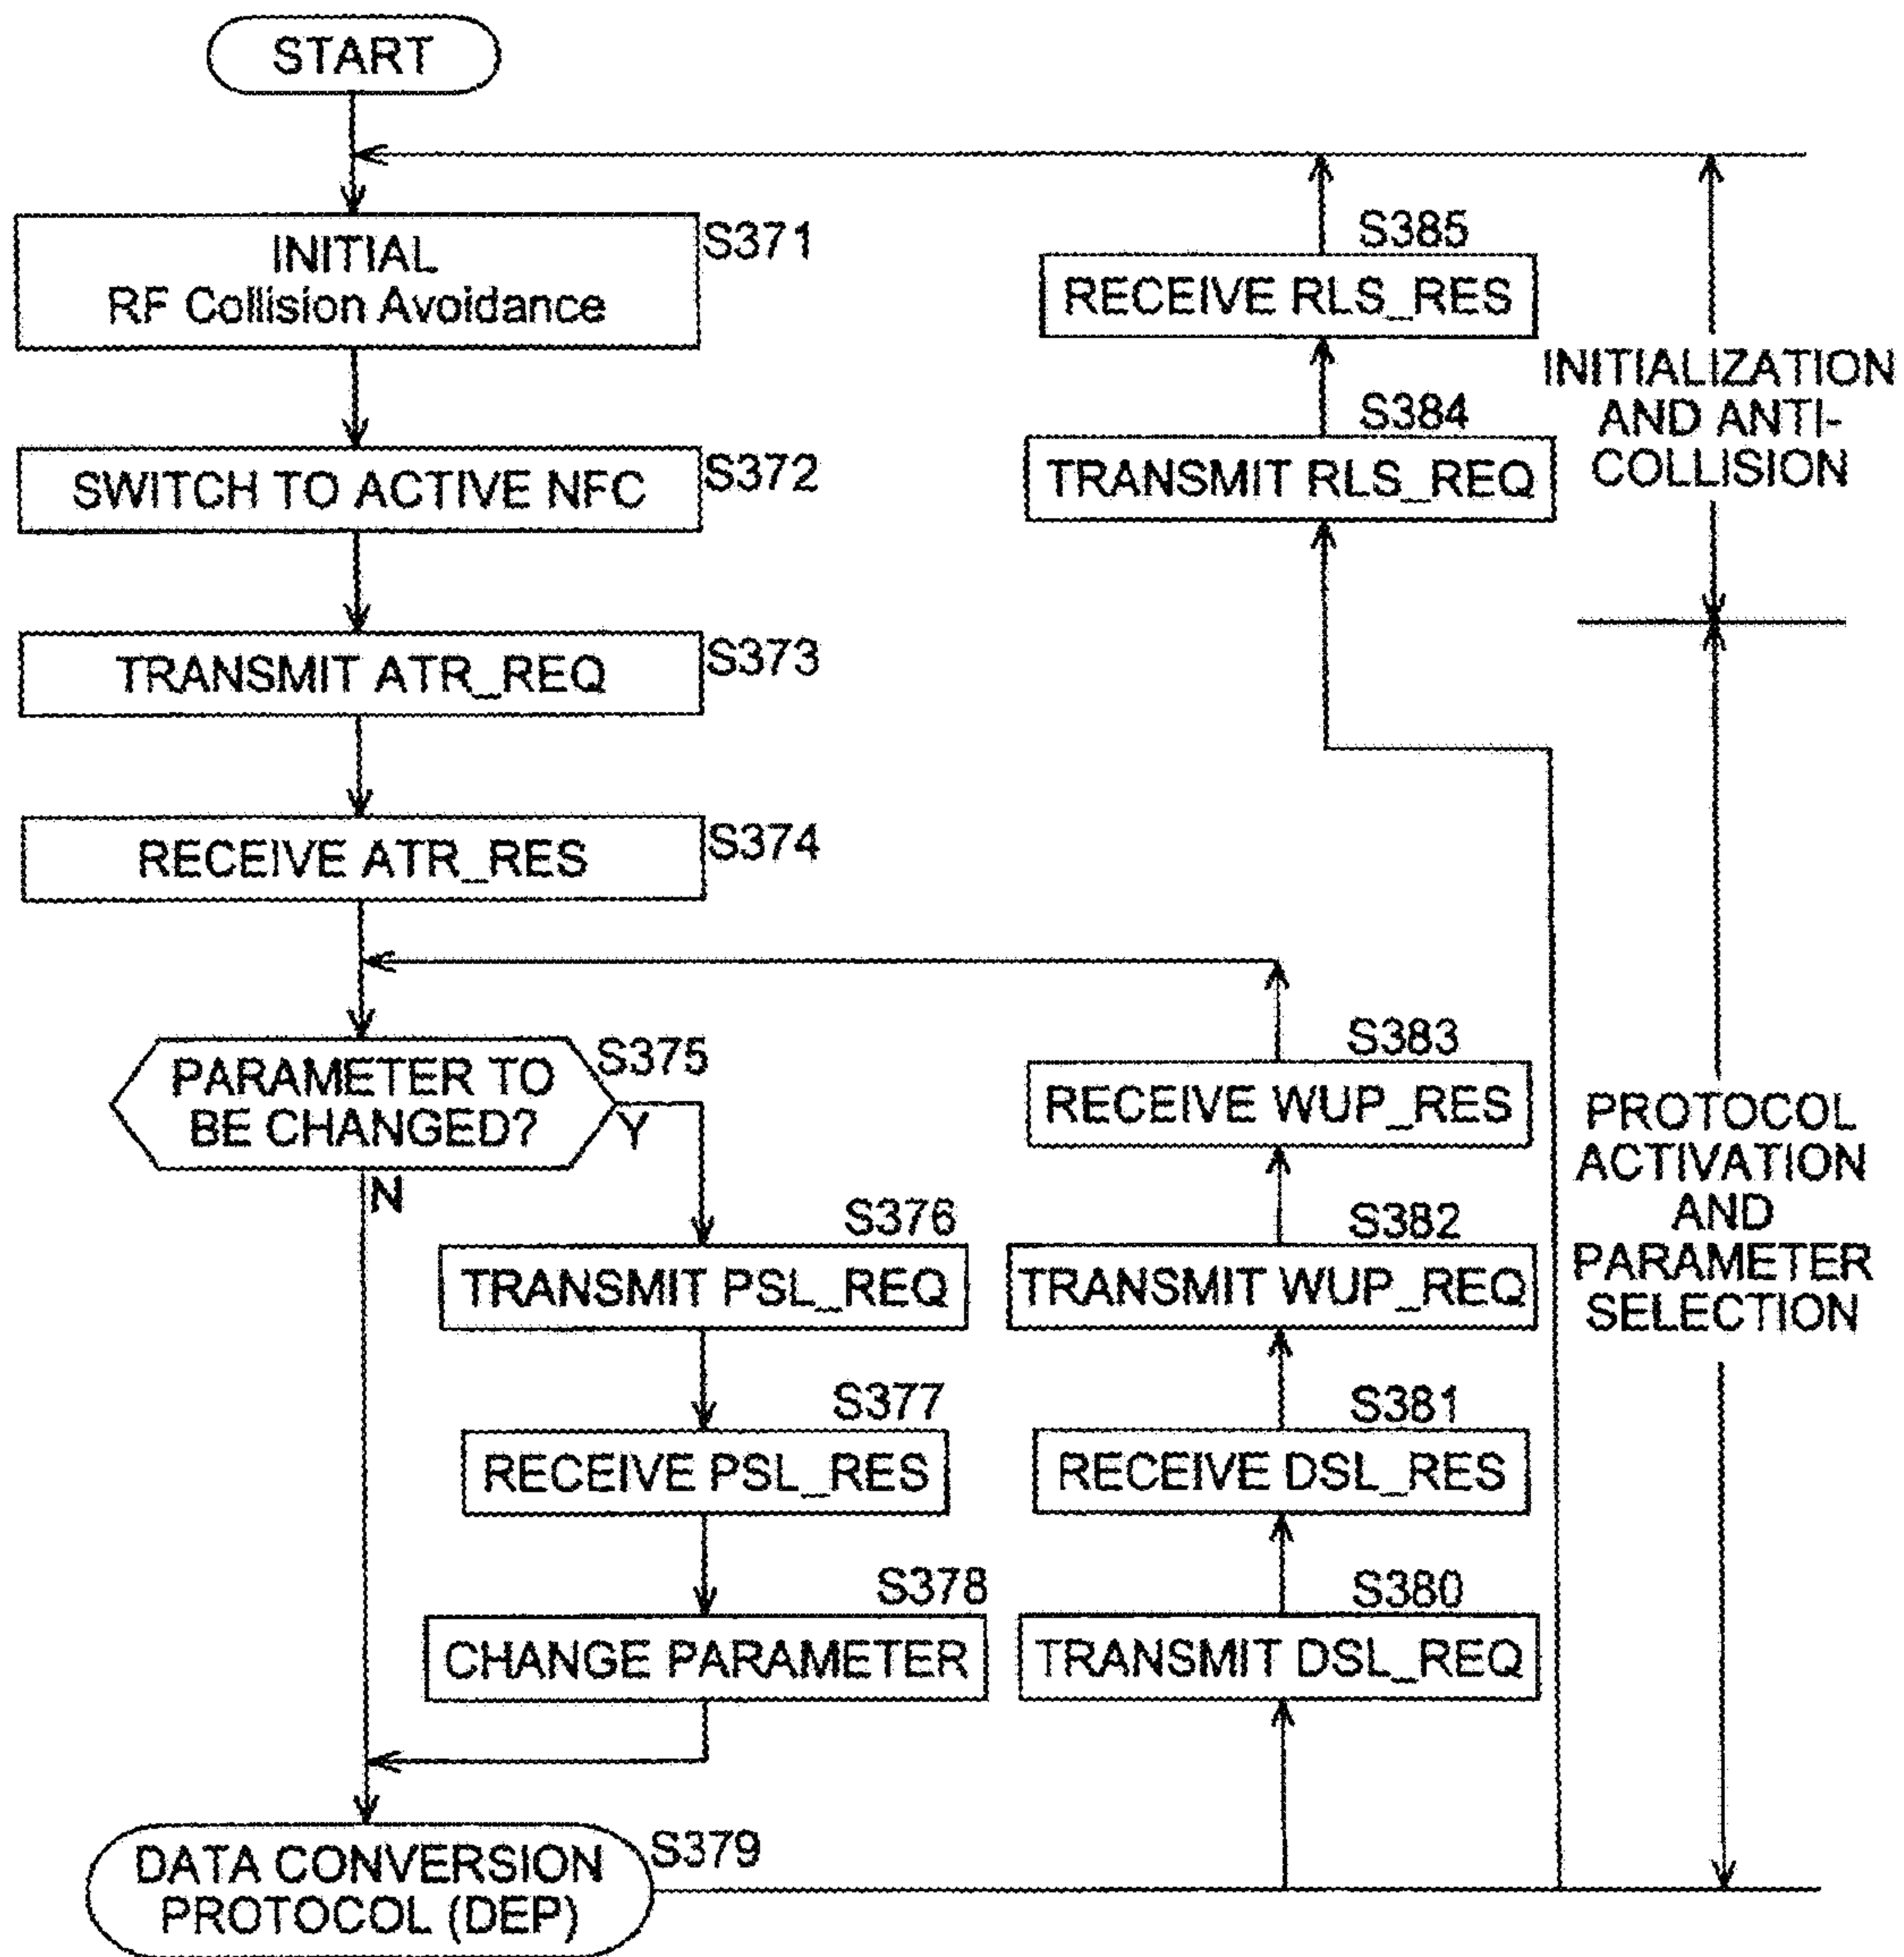 START
INITIAL
RF Collision Avoidance
S371
SWITCH TO ACTIVE NFC
S372
TRANSMIT ATR_REQ
S373
RECEIVE ATR_RES
S374
PARAMETER TO
BE CHANGED?
S375
Y
N
S376
TRANSMIT PSL_REQ
S377
RECEIVE PSL_RES
S378
CHANGE PARAMETER
DATA CONVERSION
PROTOCOL (DEP)
S379
S385
RECEIVE RLS_RES
S384
TRANSMIT RLS_REQ
S383
RECEIVE WUP_RES
S382
TRANSMIT WUP_REQ
S381
RECEIVE DSL_RES
S380
TRANSMIT DSL_REQ
INITIALIZATION
AND ANTI-
COLLISION
PROTOCOL
ACTIVATION
AND
PARAMETER
SELECTION